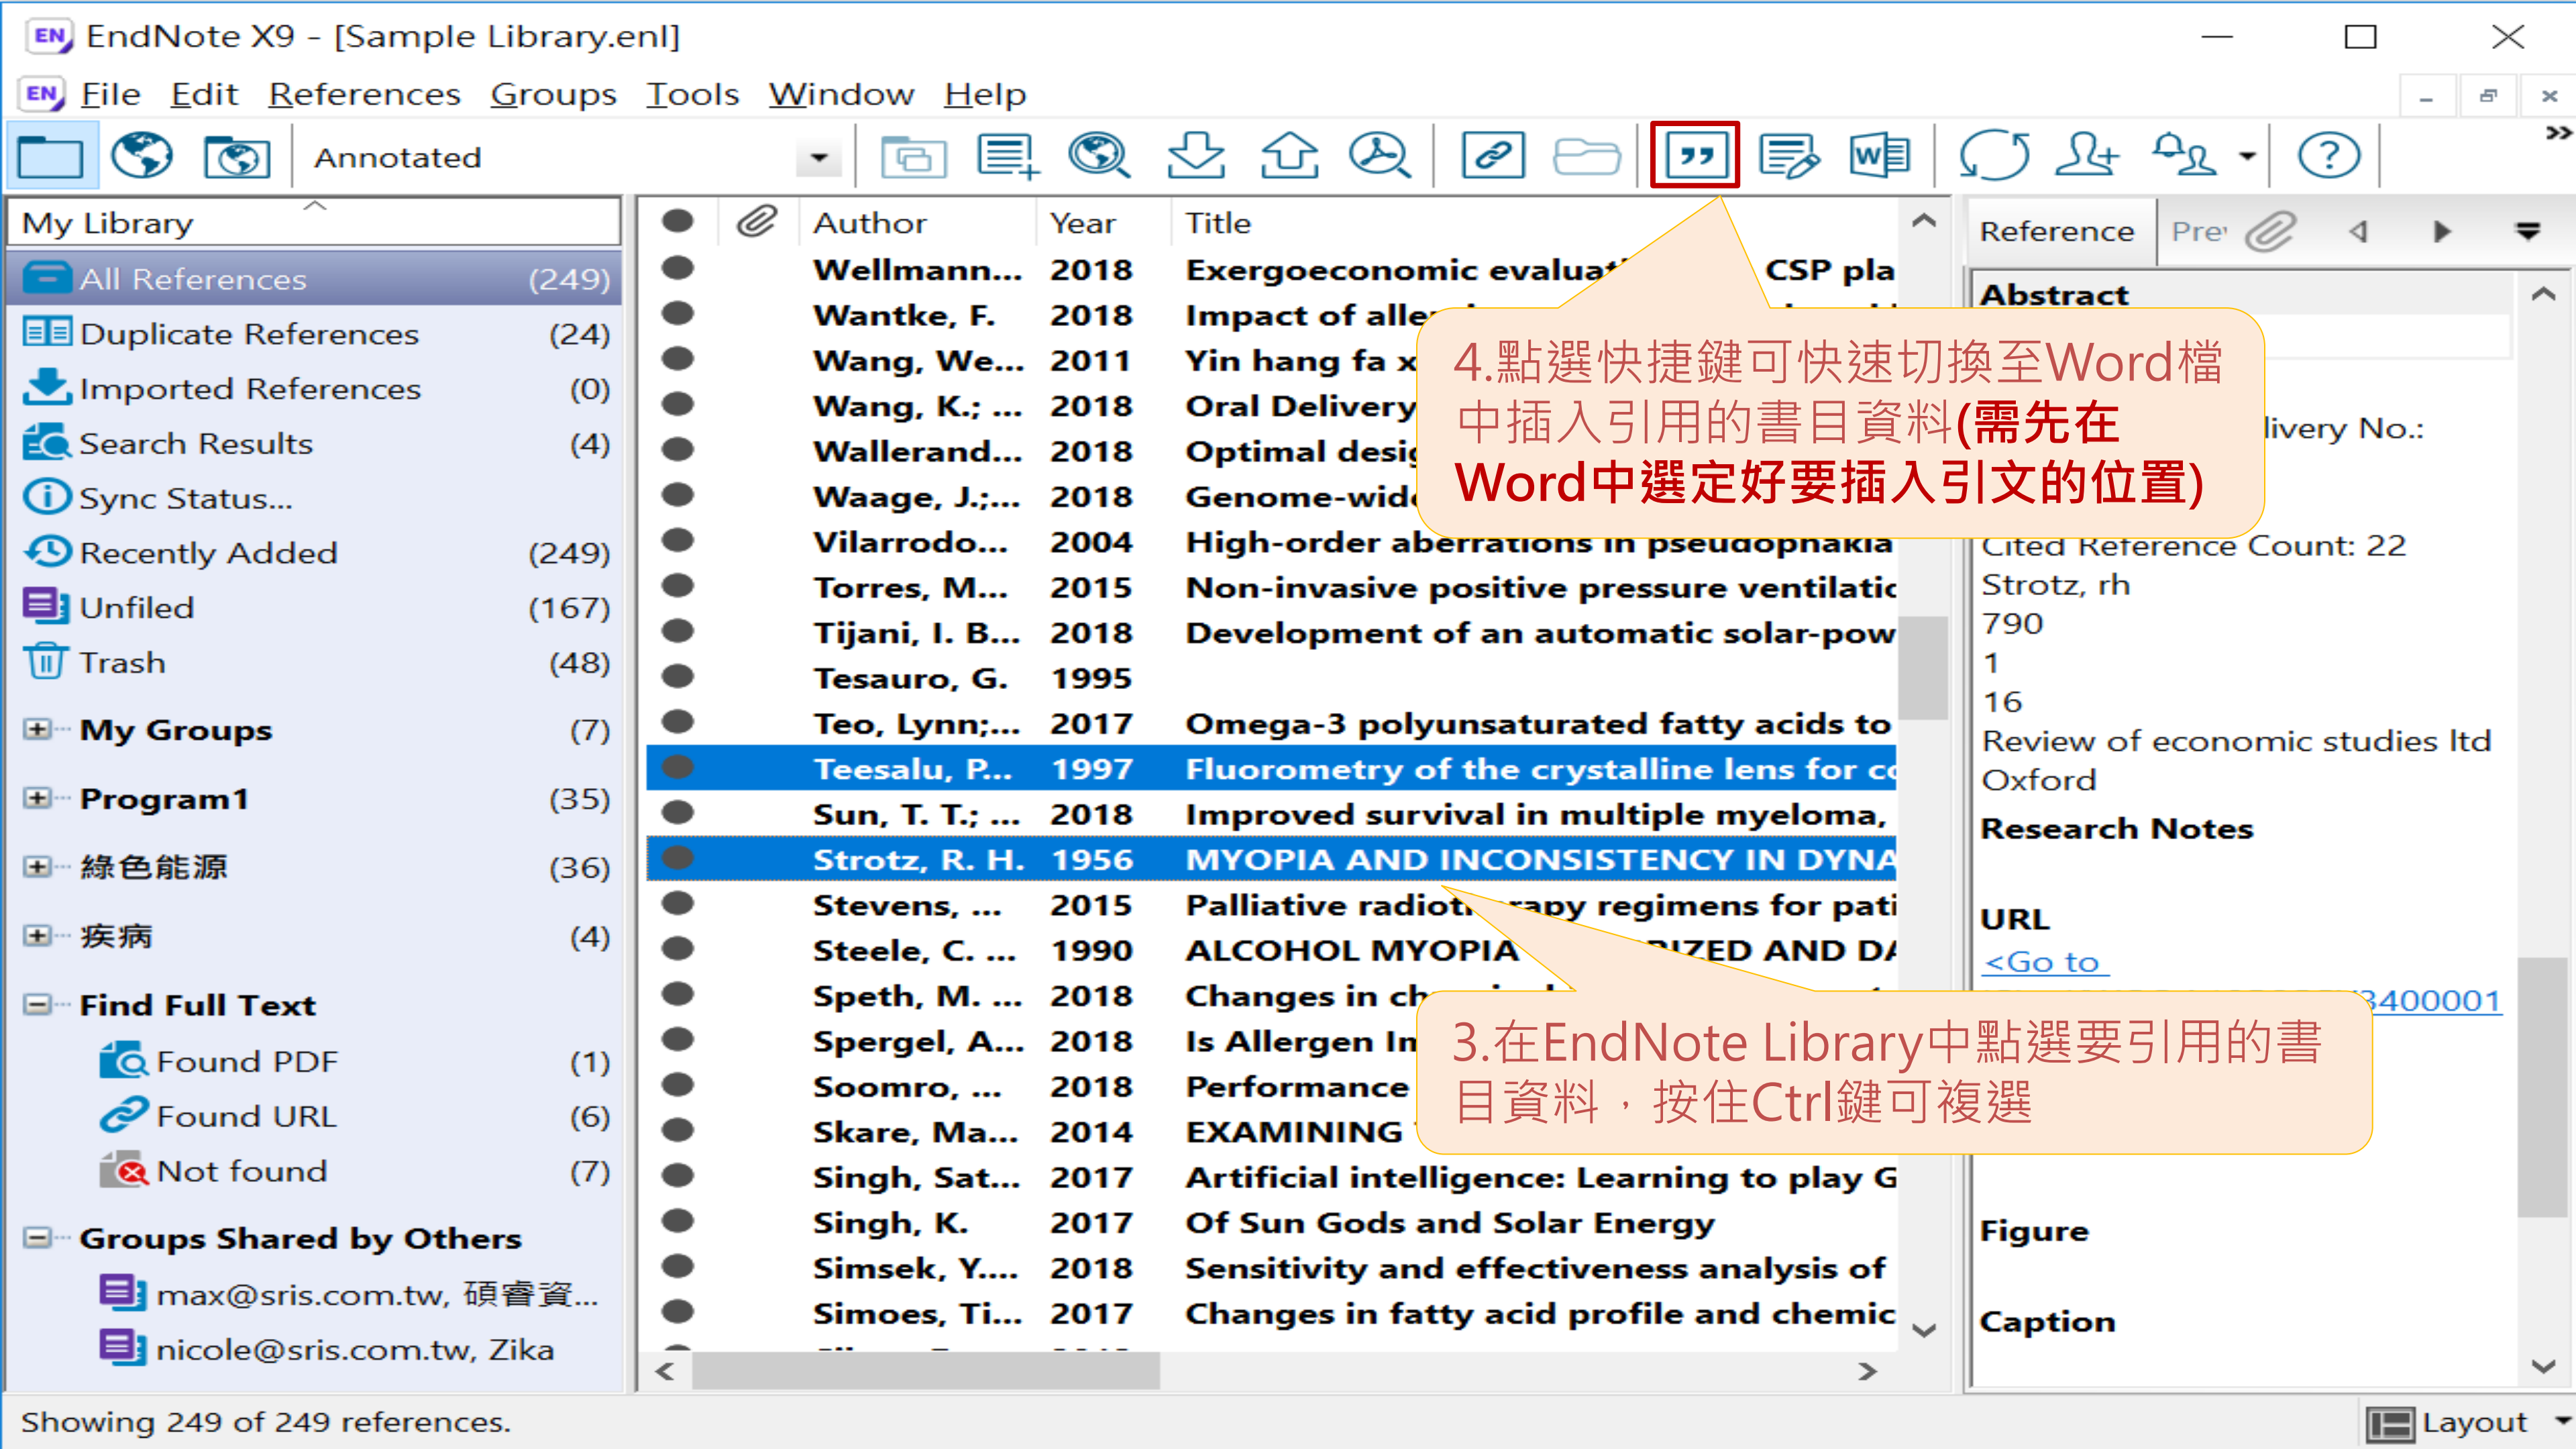 EndNote X9 - [Sample Library.enl]
File Edit References Groups Tools Window Help
Annotated
My Library
All References (249)
Duplicate References (24)
Imported References (0)
Search Results (4)
Sync Status...
Recently Added (249)
Unfiled (167)
Trash (48)
My Groups (7)
Program1 (35)
綠色能源 (36)
疾病 (4)
Find Full Text
Found PDF (1)
Found URL (6)
Not found (7)
Groups Shared by Others
max@sris.com.tw, 碩睿資...
nicole@sris.com.tw, Zika
Author Year Title
Wellmann... 2018 Exergoeconomic CSP pla
Wantke, F. 2018 Impact of
Wang, We... 2011 Yin hang fa x
Wang, K.; ... 2018 Oral Delivery
Wallerand... 2018 Optimal
Waage, J.;... 2018
Vilarrodo... 2004 High-order aberrations in pseudophakia
Torres, M... 2015 Non-invasive positive pressure ventilatic
Tijani, I. B... 2018 Development of an automatic solar-pow
Tesauro, G. 1995
Teo, Lynn;... 2017 Omega-3 polyunsaturated fatty acids to
Teesalu, P... 1997 Fluorometry of the crystalline lens for co
Sun, T. T.; ... 2018 Improved survival in multiple myeloma,
Strotz, R. H. 1956 MYOPIA AND INCONSISTENCY IN DYNA
Stevens, ... 2015 Palliative regimens for pati
Steele, C. ... 1990 ALCOHOL MYOPIA AND DA
Speth, M. ... 2018 Changes in
Spergel, A... 2018 Is Allergen
Soomro, ... 2018 Performance
Skare, Ma... 2014 EXAMINING
Singh, Sat... 2017 Artificial intelligence: Learning to play G
Singh, K. 2017 Of Sun Gods and Solar Energy
Simsek, Y.... 2018 Sensitivity and effectiveness analysis of
Simoes, Ti... 2017 Changes in fatty acid profile and chemic
4.點選快捷鍵可快速切換至Word檔
中插入引用的書目資料(需先在
Word中選定好要插入引文的位置)
3.在EndNote Library中點選要引用的書
目資料，按住Ctrl鍵可複選
Reference
Abstract
livery No.:
Cited Reference Count: 22
Strotz, rh
790
1
16
Review of economic studies ltd
Oxford
Research Notes
URL
<Go to
3400001
Figure
Caption
Showing 249 of 249 references.
Layout